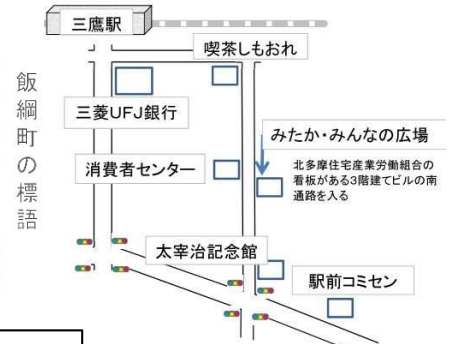 三鷹駅
喫茶しもおれ
三菱UFJ銀行
飯綱町の標語
みたか・みんなの広場
北多摩住宅産業労働組合の
看板がある3階建てビルの南
通路を入る
消費者センター
太宰治記念館
駅前コミセン